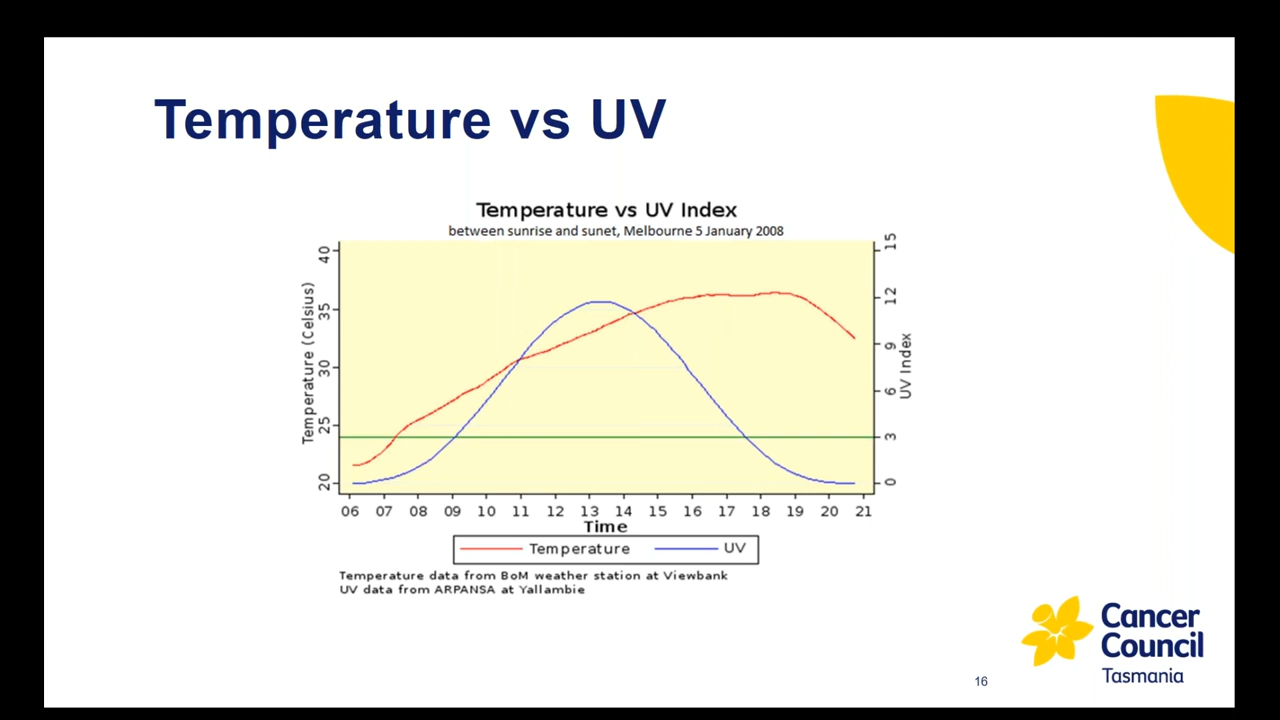 Temperature vs UV
Temperature vs UV Index
between sunrise and sunet, Melbourne 5 January 2008
Temperature (Celsius)
40
35
30
25
20
15
12
9
6
3
0
UV Index
06 07 08 09 10 11 12 13 14 15 16 17 18 19 20 21
Time
Temperature UV
Temperature data from BoM weather station at Viewbank
UV data from ARPANSA at Yallambie
Cancer
Council
Tasmania
16